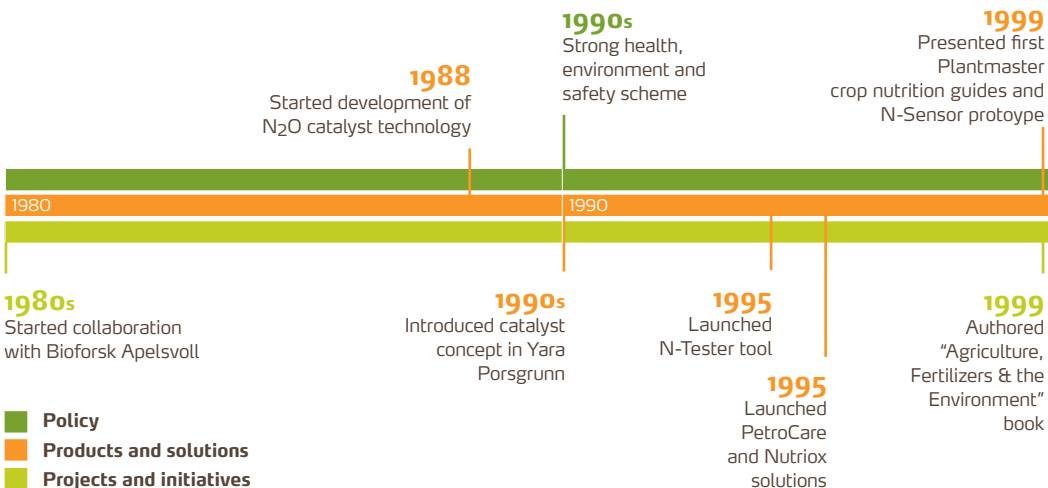 1990s
Strong health,
environment and
safety scheme
1999
Presented first
Plantmaster
crop nutrition guides and
N-Sensor protoype
1988
Started development of
N2O catalyst technology
1980
1990
1980s
Started collaboration
with Bioforsk Apelsvoll
1990s
Introduced catalyst
concept in Yara
Porsgrunn
1995
Launched
N-Tester tool
1995
Launched
PetroCare
and Nutriox
solutions
1999
Authored
“Agriculture,
Fertilizers & the
Environment”
book
Policy
Products and solutions
Projects and initiatives